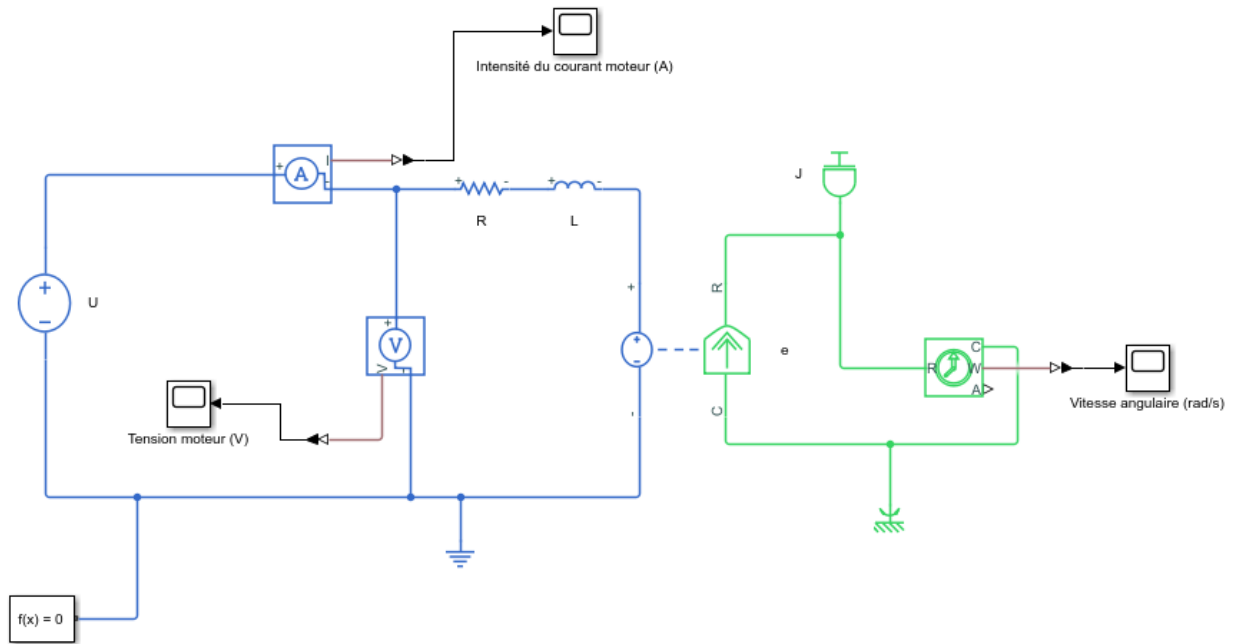 Intensité du courant moteur (A)
+
A
I
-
J
+
-
+
-
R
L
R
+
-
U
+
+
-
e
+
V
V
-
C
R
W
A
Vitesse angulaire (rad/s)
Tension moteur (V)
-
C
f(x) = 0